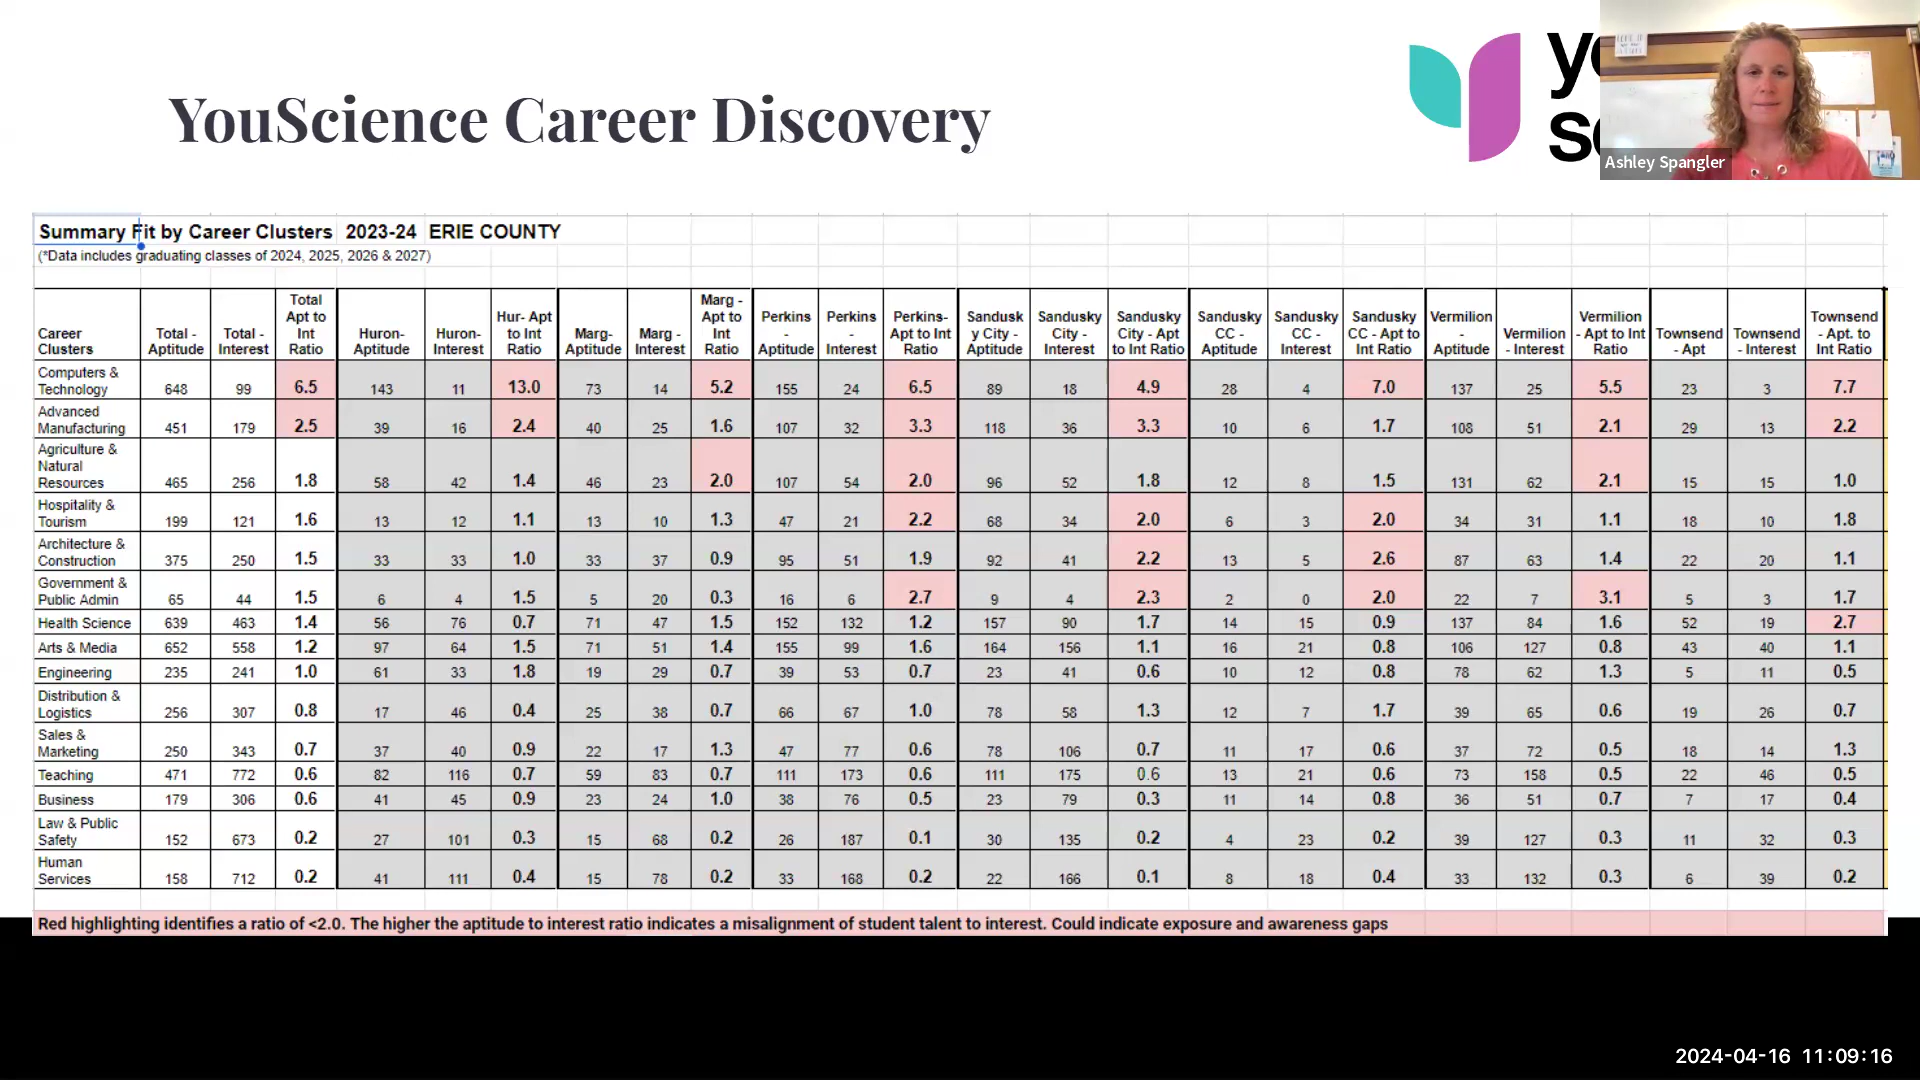 YouScience Career Discovery
Ashley Spangler
Summary Fit by Career Clusters 2023-24 ERIE COUNTY
(*Data includes graduating classes of 2024, 2025, 2026 & 2027)
Career Clusters | Total - Aptitude | Total - Interest | Total Apt to Int Ratio | Huron- Aptitude | Huron- Interest | Hur- Apt to Int Ratio | Marg- Aptitude | Marg - Interest | Marg - Apt to Int Ratio | Perkins - Aptitude | Perkins - Interest | Perkins- Apt to Int Ratio | Sandusk y City - Aptitude | Sandusky City - Interest | Sandusky City - Apt to Int Ratio | Sandusky CC - Aptitude | Sandusky CC - Interest | Sandusky CC - Apt to Int Ratio | Vermilion - Aptitude | Vermilion - Interest | Vermilion - Apt to Int Ratio | Townsend - Apt | Townsend - Interest | Townsend - Apt. to Int Ratio
Computers & Technology 648 99 6.5 143 11 13.0 73 14 5.2 155 24 6.5 89 18 4.9 28 4 7.0 137 25 5.5 23 3 7.7
Advanced Manufacturing 451 179 2.5 39 16 2.4 40 25 1.6 107 32 3.3 118 36 3.3 10 6 1.7 108 51 2.1 29 13 2.2
Agriculture & Natural Resources 465 256 1.8 58 42 1.4 46 23 2.0 107 54 2.0 96 52 1.8 12 8 1.5 131 62 2.1 15 15 1.0
Hospitality & Tourism 199 121 1.6 13 12 1.1 13 10 1.3 47 21 2.2 68 34 2.0 6 3 2.0 34 31 1.1 18 10 1.8
Architecture & Construction 375 250 1.5 33 33 1.0 33 37 0.9 95 51 1.9 92 41 2.2 13 5 2.6 87 63 1.4 22 20 1.1
Government & Public Admin 65 44 1.5 6 4 1.5 5 20 0.3 16 6 2.7 9 4 2.3 2 0 2.0 22 7 3.1 5 3 1.7
Health Science 639 463 1.4 56 76 0.7 71 47 1.5 152 132 1.2 157 90 1.7 14 15 0.9 137 84 1.6 52 19 2.7
Arts & Media 652 558 1.2 97 64 1.5 71 51 1.4 155 99 1.6 164 156 1.1 16 21 0.8 106 127 0.8 43 40 1.1
Engineering 235 241 1.0 61 33 1.8 19 29 0.7 39 53 0.7 23 41 0.6 10 12 0.8 78 62 1.3 5 11 0.5
Distribution & Logistics 256 307 0.8 17 46 0.4 25 38 0.7 66 67 1.0 78 58 1.3 12 7 1.7 39 65 0.6 19 26 0.7
Sales & Marketing 250 343 0.7 37 40 0.9 22 17 1.3 47 77 0.6 78 106 0.7 11 17 0.6 37 72 0.5 18 14 1.3
Teaching 471 772 0.6 82 116 0.7 59 83 0.7 111 173 0.6 111 175 0.6 13 21 0.6 73 158 0.5 22 46 0.5
Business 179 306 0.6 41 45 0.9 23 24 1.0 38 76 0.5 23 79 0.3 11 14 0.8 36 51 0.7 7 17 0.4
Law & Public Safety 152 673 0.2 27 101 0.3 15 68 0.2 26 187 0.1 30 135 0.2 4 23 0.2 39 127 0.3 11 32 0.3
Human Services 158 712 0.2 41 111 0.4 15 78 0.2 33 168 0.2 22 166 0.1 8 18 0.4 33 132 0.3 6 39 0.2
Red highlighting identifies a ratio of <2.0. The higher the aptitude to interest ratio indicates a misalignment of student talent to interest. Could indicate exposure and awareness gaps
2024-04-16 11:09:16